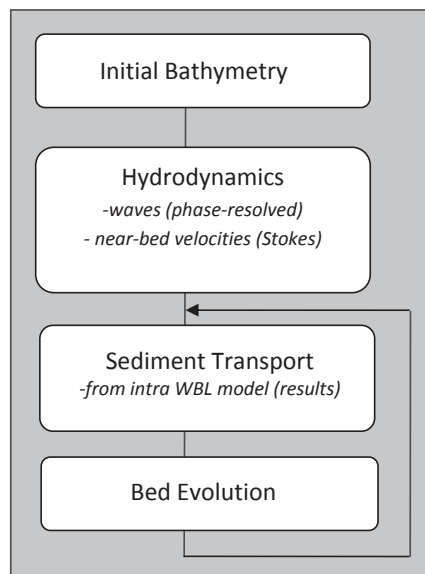 Initial Bathymetry
Hydrodynamics
-waves (phase-resolved)
- near-bed velocities (Stokes)
Sediment Transport
-from intra WBL model (results)
Bed Evolution